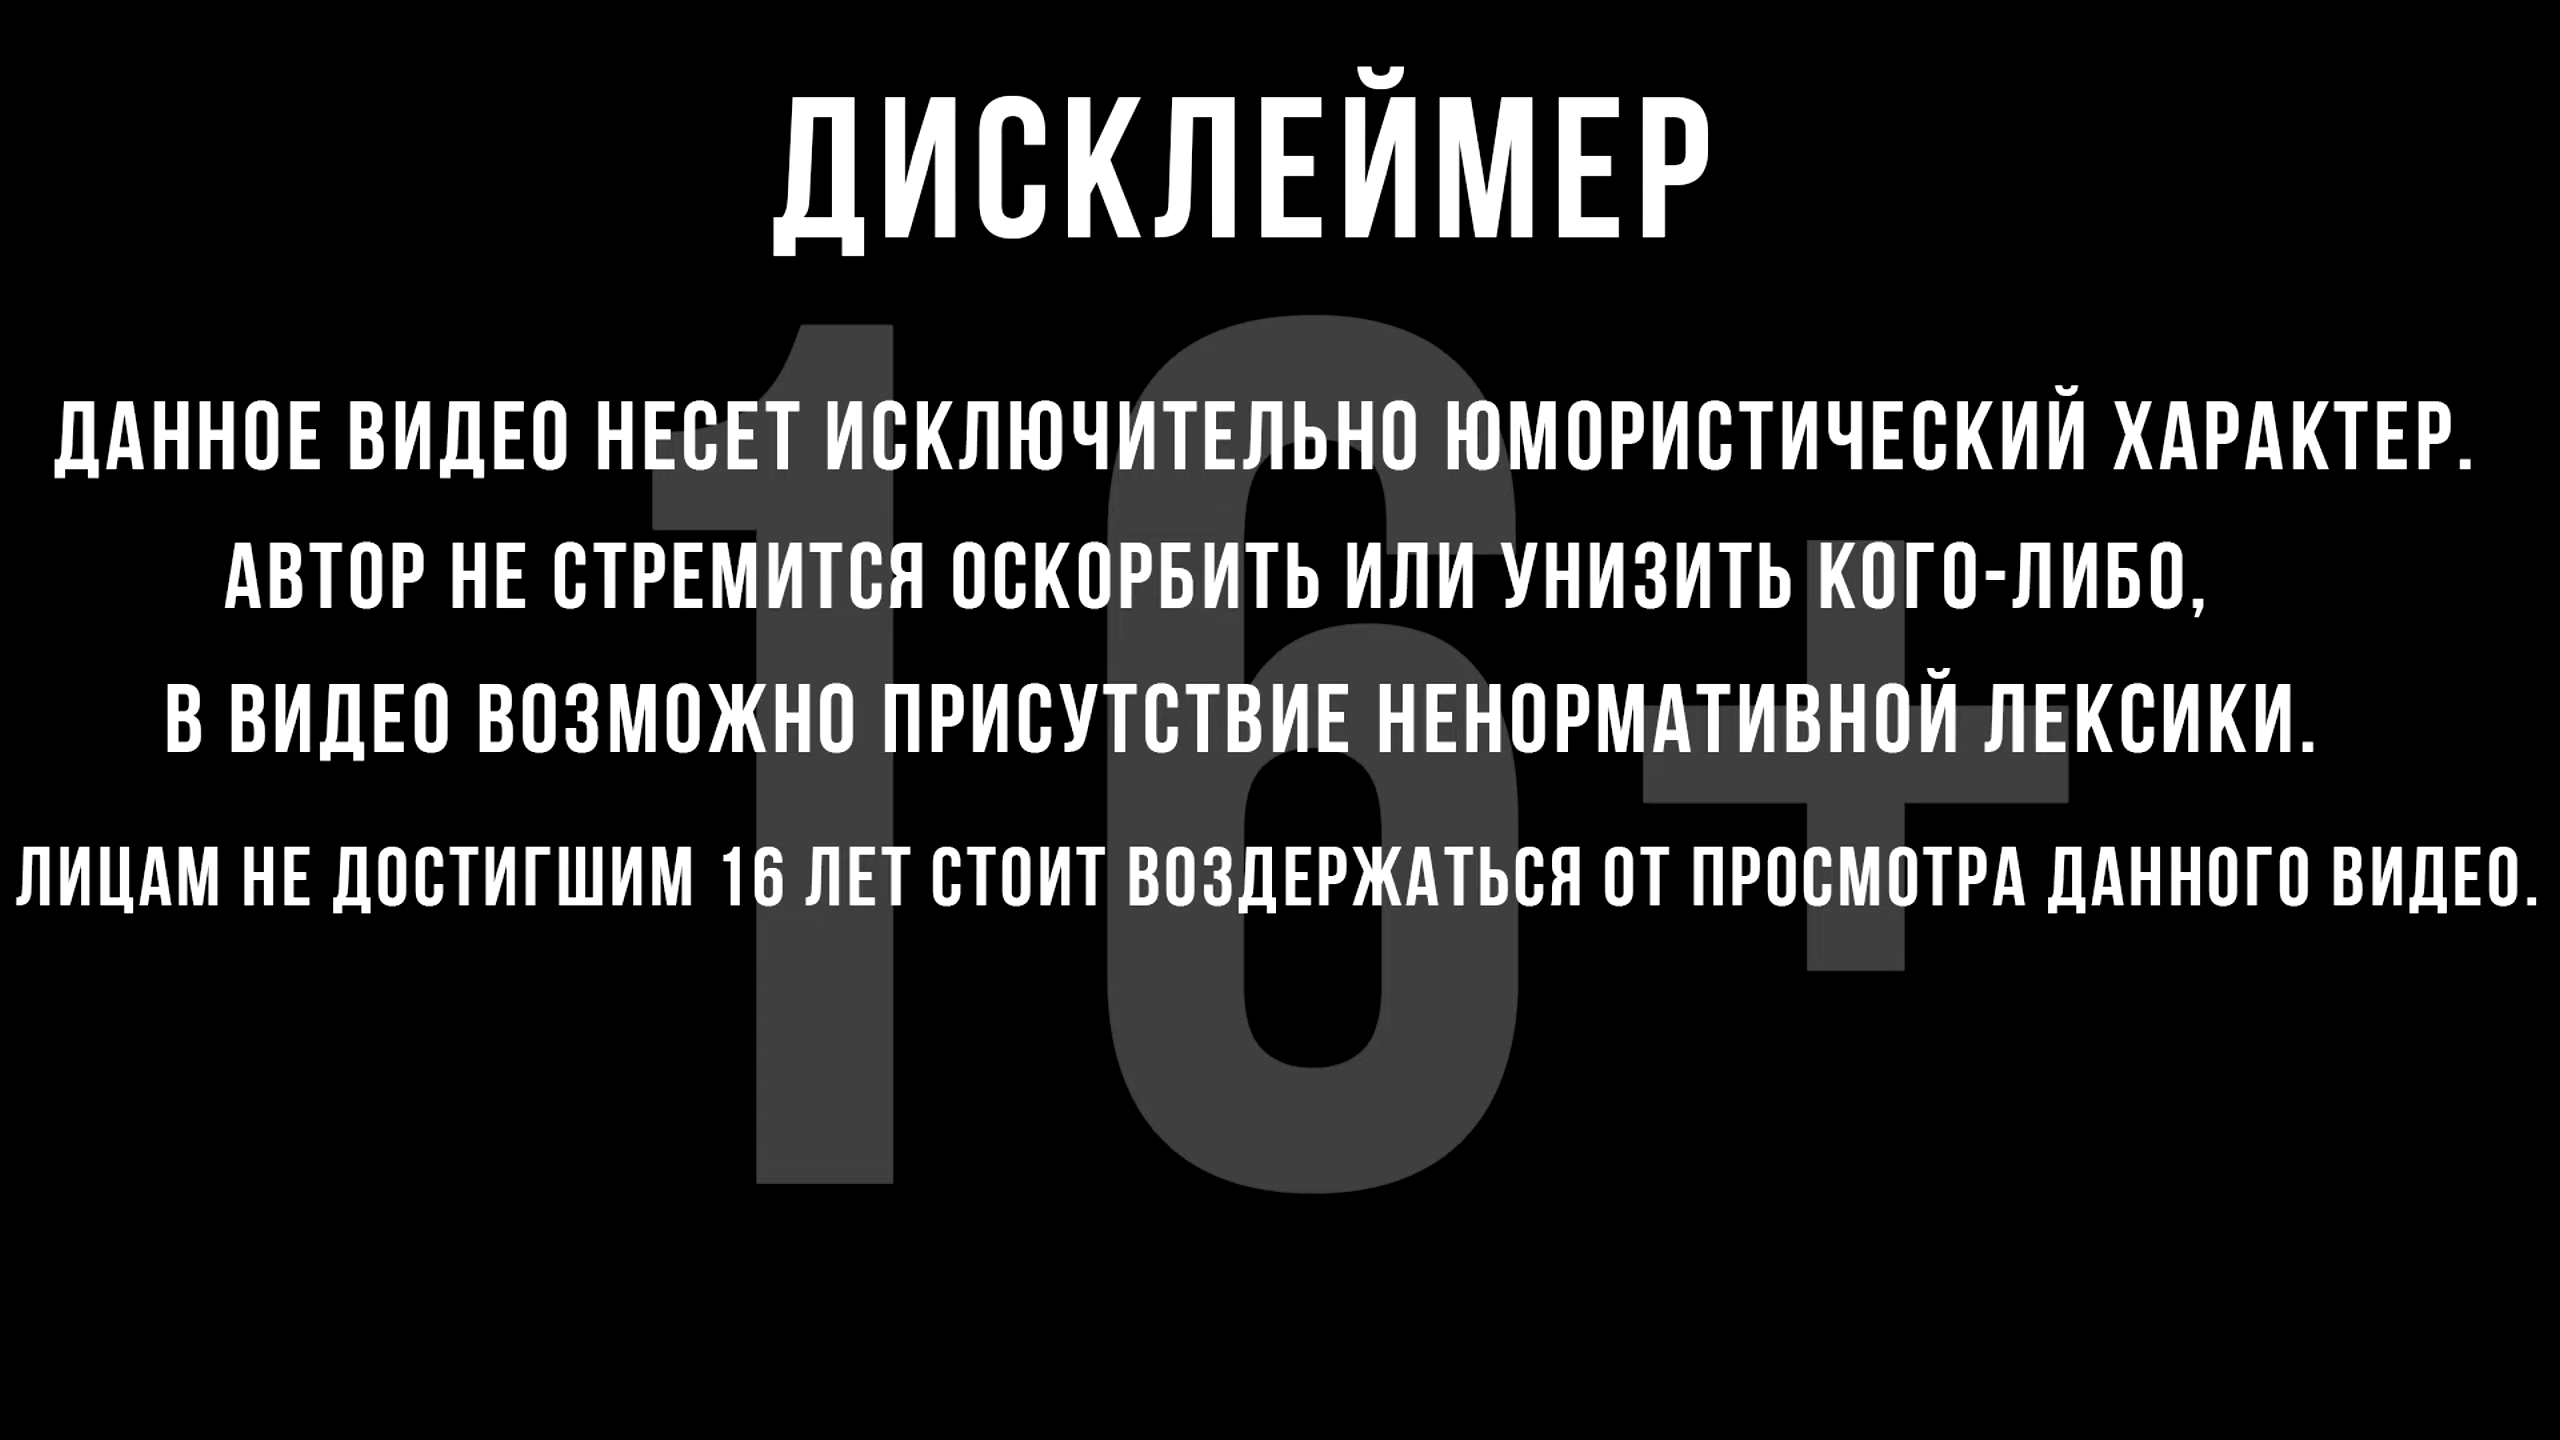 ДИСКЛЕЙМЕР
ДАННОЕ ВИДЕО НЕСЕТ ИСКЛЮЧИТЕЛЬНО ЮМОРИСТИЧЕСКИЙ ХАРАКТЕР.
АВТОР НЕ СТРЕМИТСЯ ОСКОРБИТЬ ИЛИ УНИЗИТЬ КОГО-ЛИБО,
В ВИДЕО ВОЗМОЖНО ПРИСУТСТВИЕ НЕНОРМАТИВНОЙ ЛЕКСИКИ.
ЛИЦАМ НЕ ДОСТИГШИМ 16 ЛЕТ СТОИТ ВОЗДЕРЖАТЬСЯ ОТ ПРОСМОТРА ДАННОГО ВИДЕО.
16+